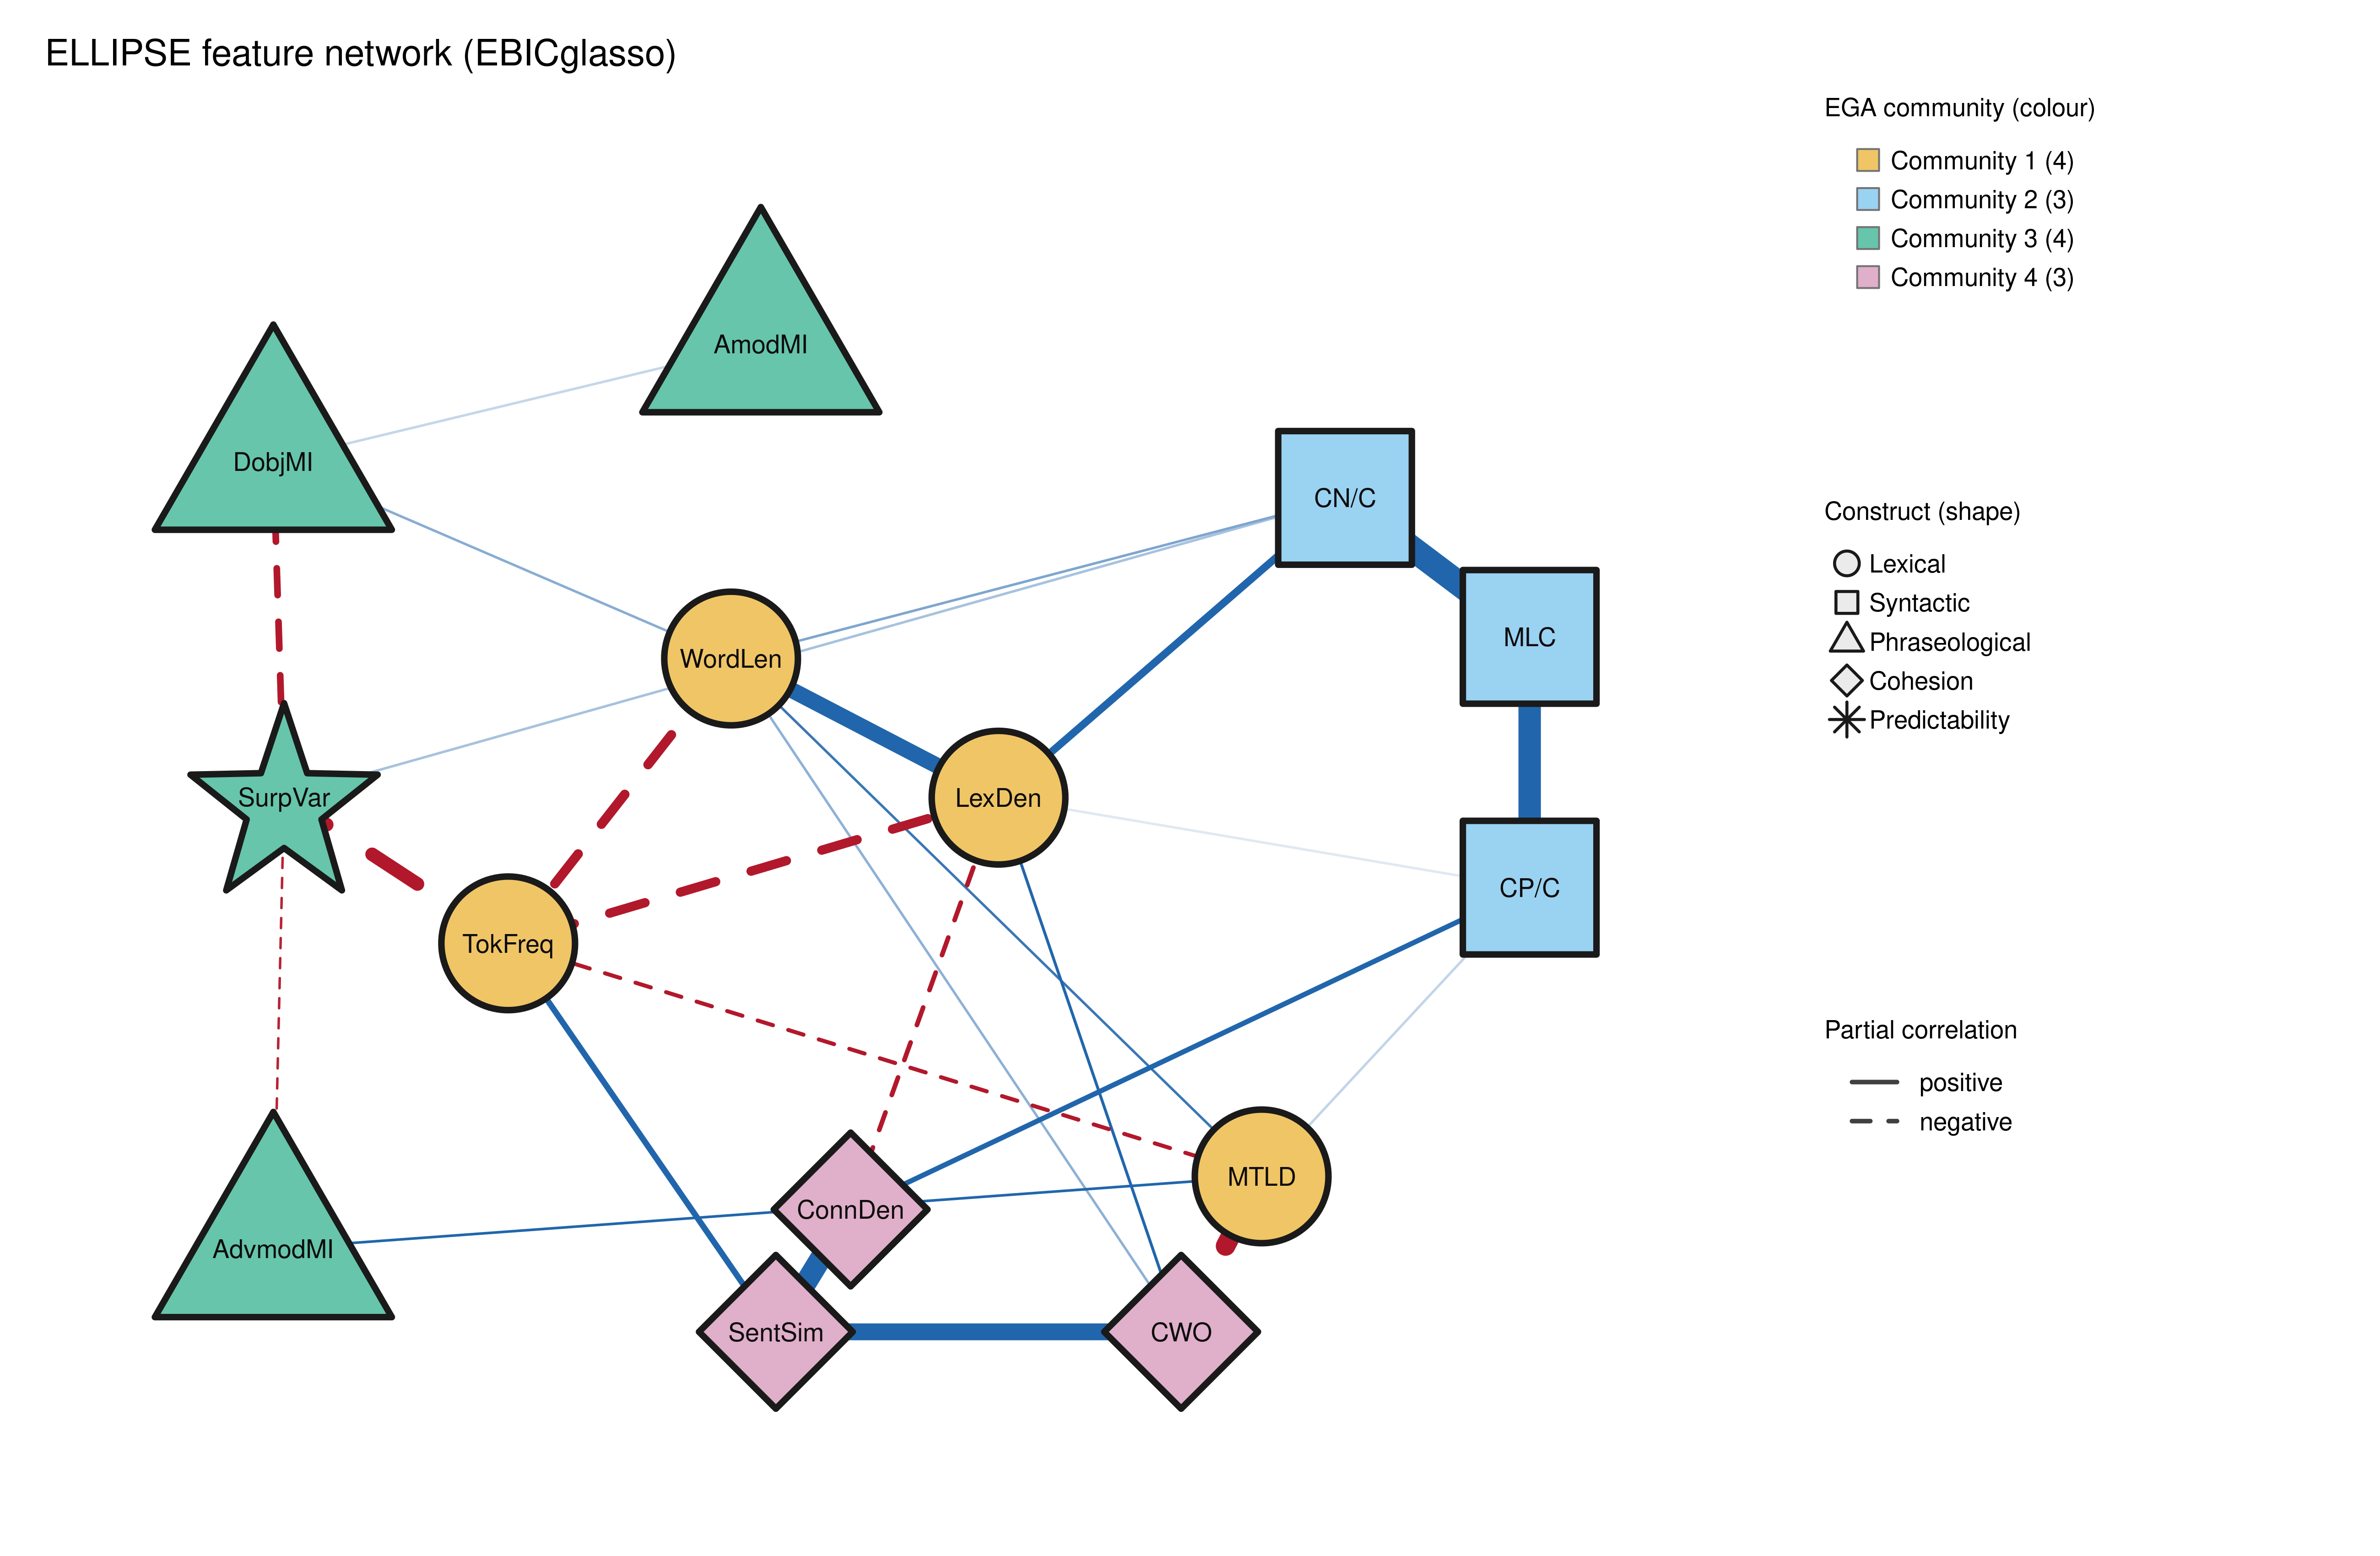 ELLIPSE feature network (EBICglasso)
EGA community (colour)
Community 1 (4)
Community 2 (3)
Community 3 (4)
Community 4 (3)
AmodMI
DobjMI
CN/C
Construct (shape)
Lexical
Syntactic
Phraseological
Cohesion
Predictability
MLC
WordLen
SurpVar
LexDen
CP/C
TokFreq
Partial correlation
positive
negative
MTLD
ConnDen
AdvmodMI
SentSim
CWO